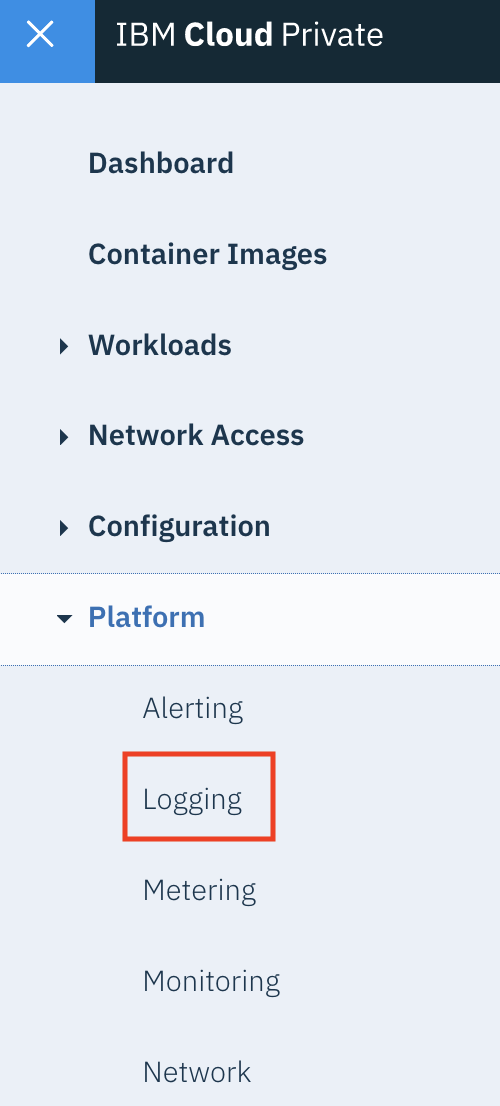 IBM Cloud Private
Dashboard
Container Images
Workloads
Network Access
Configuration
Platform
Alerting
Logging
Metering
Monitoring
Network